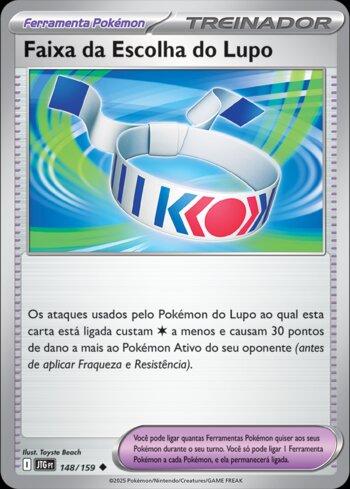 Ferramenta Pokémon
TREINADOR
Faixa da Escolha do Lupo
Os ataques usados pelo Pokémon do Lupo ao qual esta
carta está ligada custam ✶ a menos e causam 30 pontos
de dano a mais ao Pokémon Ativo do seu oponente (antes
de aplicar Fraqueza e Resistência).
Ilust. Toyste Beach
I JTG PT 148/159 ◆
Você pode ligar quantas Ferramentas Pokémon quiser aos seus
Pokémon durante o seu turno. Você só pode ligar 1 Ferramenta
Pokémon a cada Pokémon, e ela permanecerá ligada.
©2025 Pokémon/Nintendo/Creatures/GAME FREAK